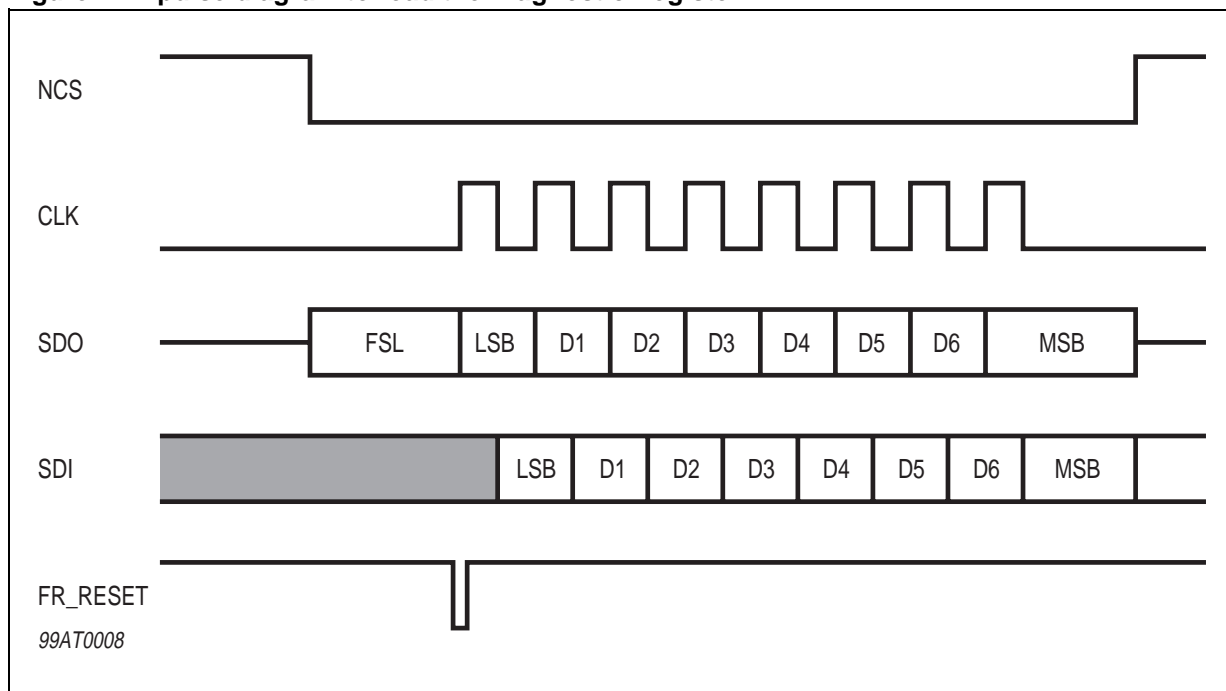 NCS
CLK
SDO FSL LSB D1 D2 D3 D4 D5 D6 MSB
SDI LSB D1 D2 D3 D4 D5 D6 MSB
FR_RESET
99AT0008